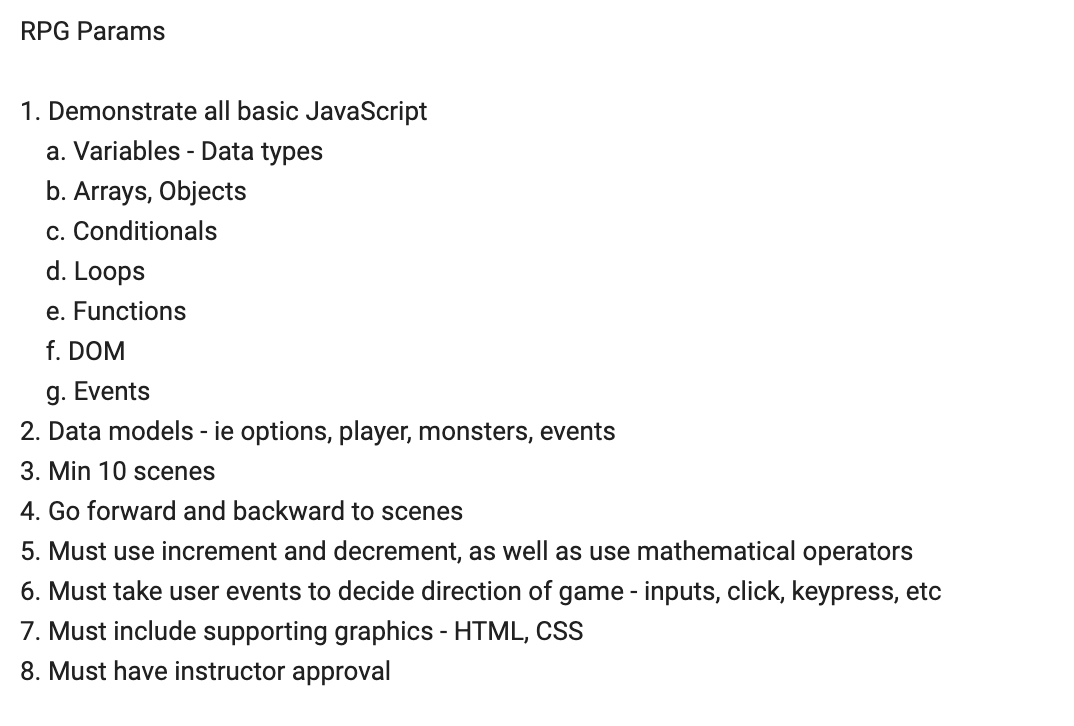 RPG Params
1. Demonstrate all basic JavaScript
a. Variables - Data types
b. Arrays, Objects
c. Conditionals
d. Loops
e. Functions
f. DOM
g. Events
2. Data models - ie options, player, monsters, events
3. Min 10 scenes
4. Go forward and backward to scenes
5. Must use increment and decrement, as well as use mathematical operators
6. Must take user events to decide direction of game - inputs, click, keypress, etc
7. Must include supporting graphics - HTML, CSS
8. Must have instructor approval